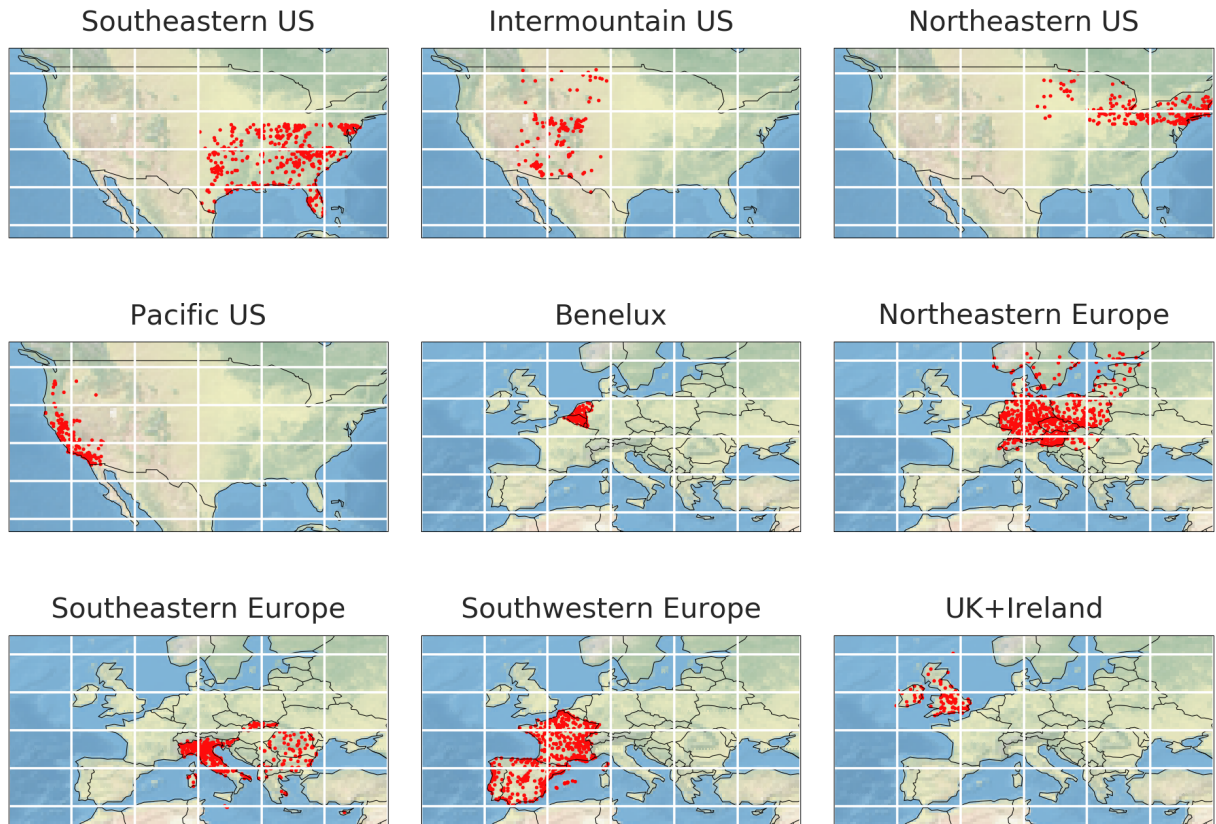 Southeastern US
Intermountain US
Northeastern US
Pacific US
Benelux
Northeastern Europe
Southeastern Europe
Southwestern Europe
UK+Ireland